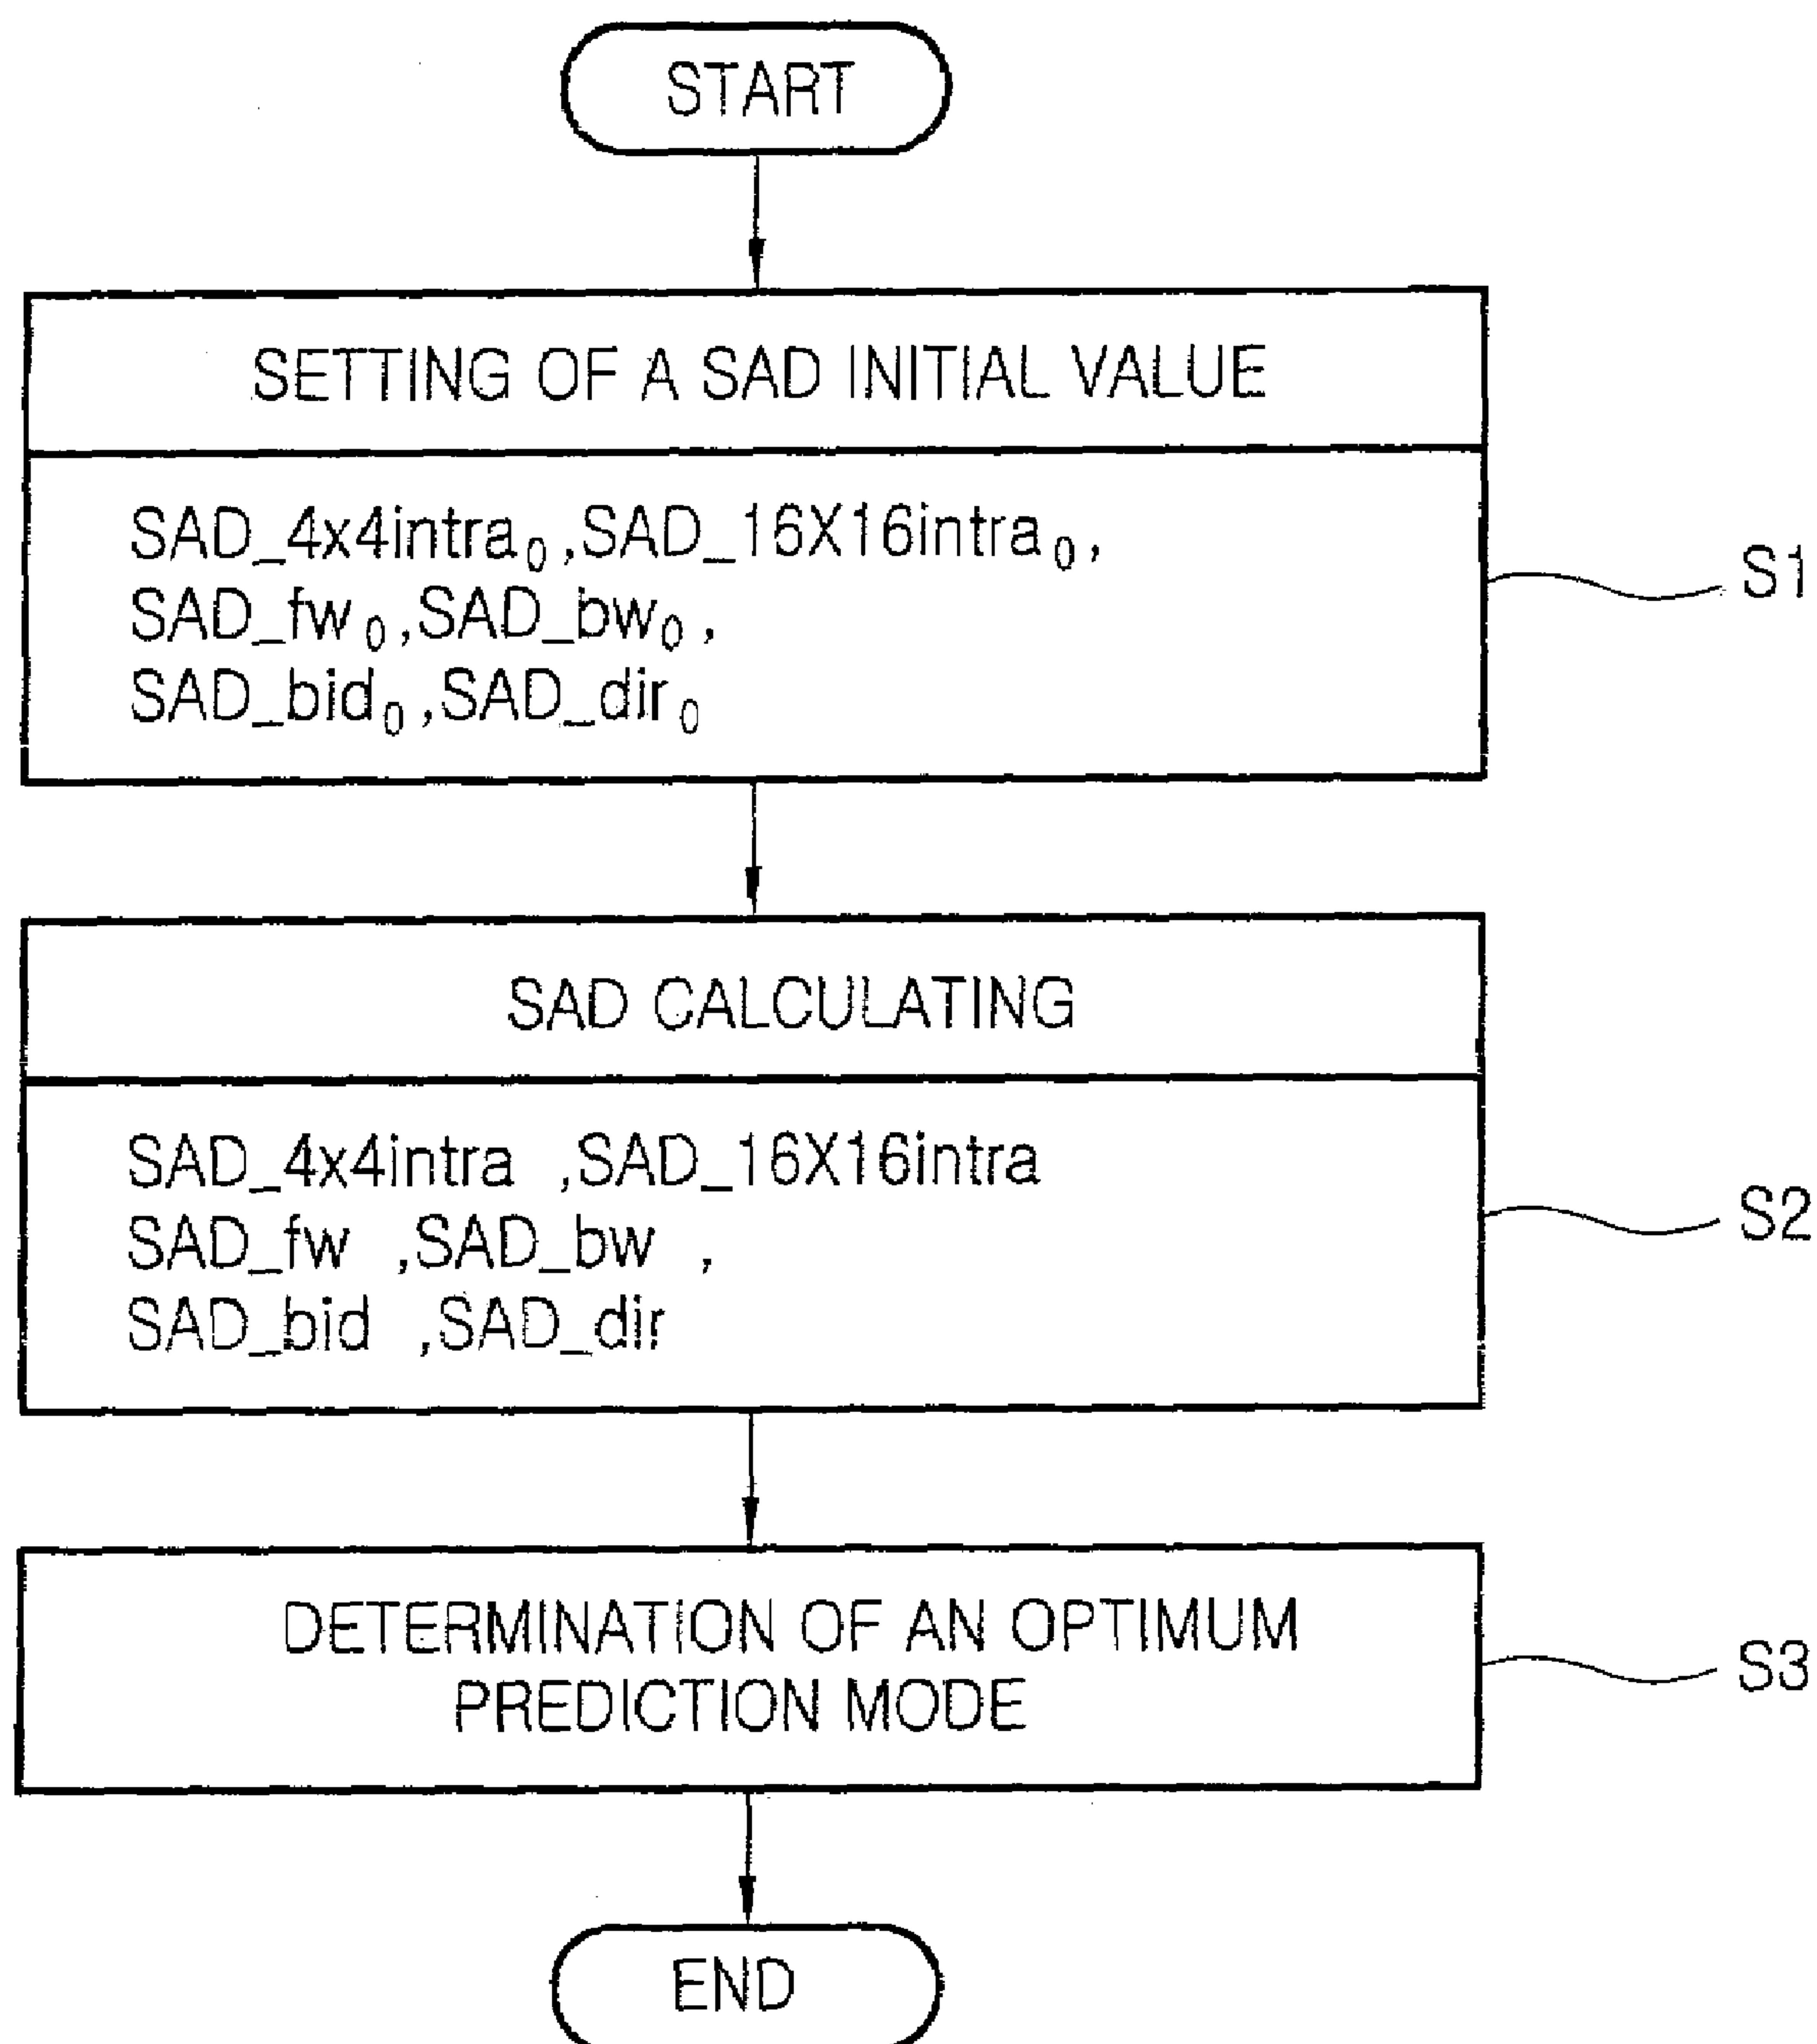 START
SETTING OF A SAD INITIAL VALUE
SAD_4x4intra₀,SAD_16X16intra₀,
SAD_fw₀,SAD_bw₀,
SAD_bid₀,SAD_dir₀
S1
SAD CALCULATING
SAD_4x4intra ,SAD_16X16intra
SAD_fw ,SAD_bw ,
SAD_bid ,SAD_dir
S2
DETERMINATION OF AN OPTIMUM
PREDICTION MODE
S3
END